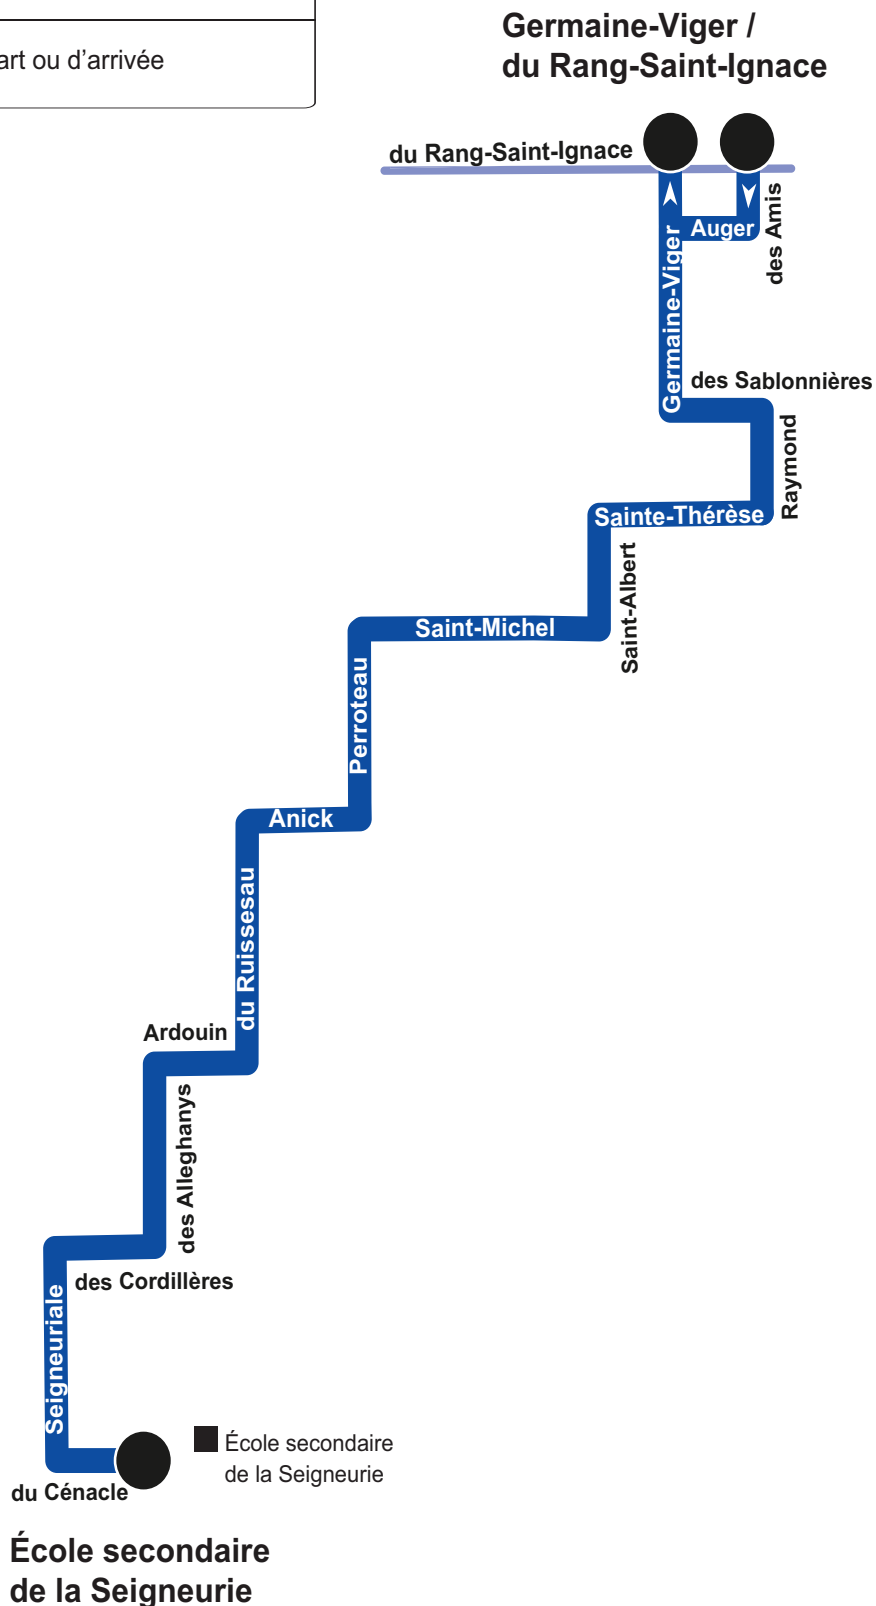 art ou d'arrivée
Germaine-Viger /
du Rang-Saint-Ignace
du Rang-Saint-Ignace
Auger
des Amis
Germaine-Viger
des Sablonnières
Raymond
Sainte-Thérèse
Saint-Albert
Saint-Michel
Perroteau
Anick
du Ruissesau
Ardouin
des Alleghanys
des Cordillères
Seigneuriale
École secondaire
de la Seigneurie
du Cénacle
École secondaire
de la Seigneurie